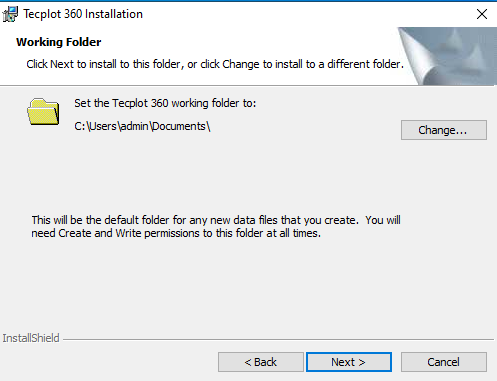 Tecplot 360 Installation
Working Folder
Click Next to install to this folder, or click Change to install to a different folder.
Set the Tecplot 360 working folder to:
C:\Users\admin\Documents\
Change...
This will be the default folder for any new data files that you create.  You will
need Create and Write permissions to this folder at all times.
InstallShield
< Back
Next >
Cancel